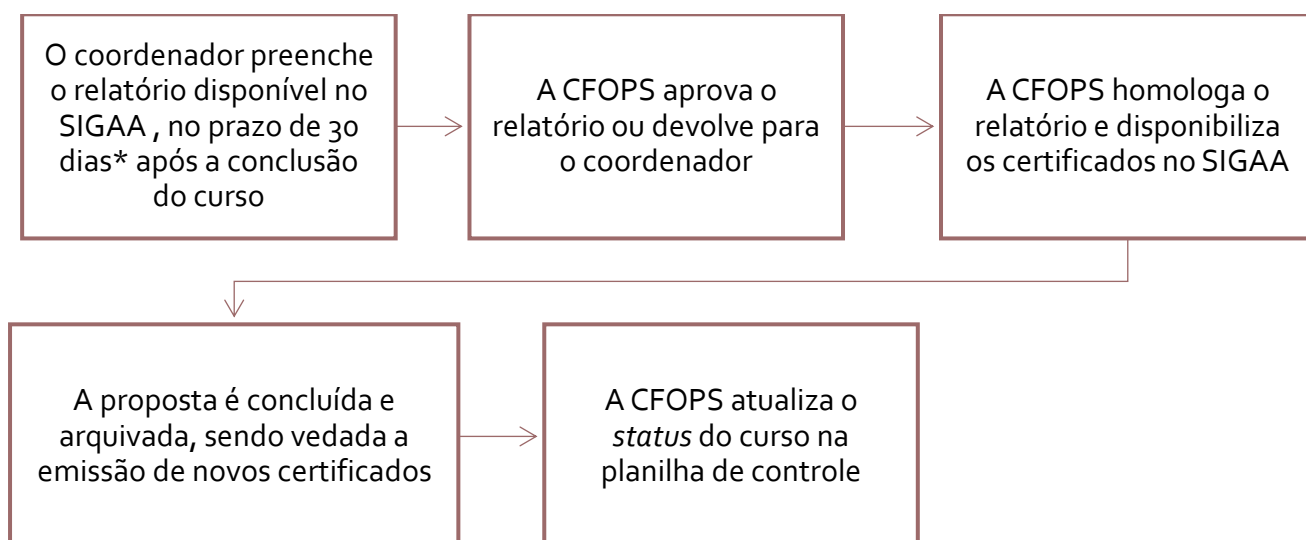 O coordenador preenche
o relatório disponível no
SIGAA , no prazo de 30
dias* após a conclusão
do curso
A CFOPS aprova o
relatório ou devolve para
o coordenador
A CFOPS homologa o
relatório e disponibiliza
os certificados no SIGAA
A proposta é concluída e
arquivada, sendo vedada a
emissão de novos certificados
A CFOPS atualiza o
status do curso na
planilha de controle